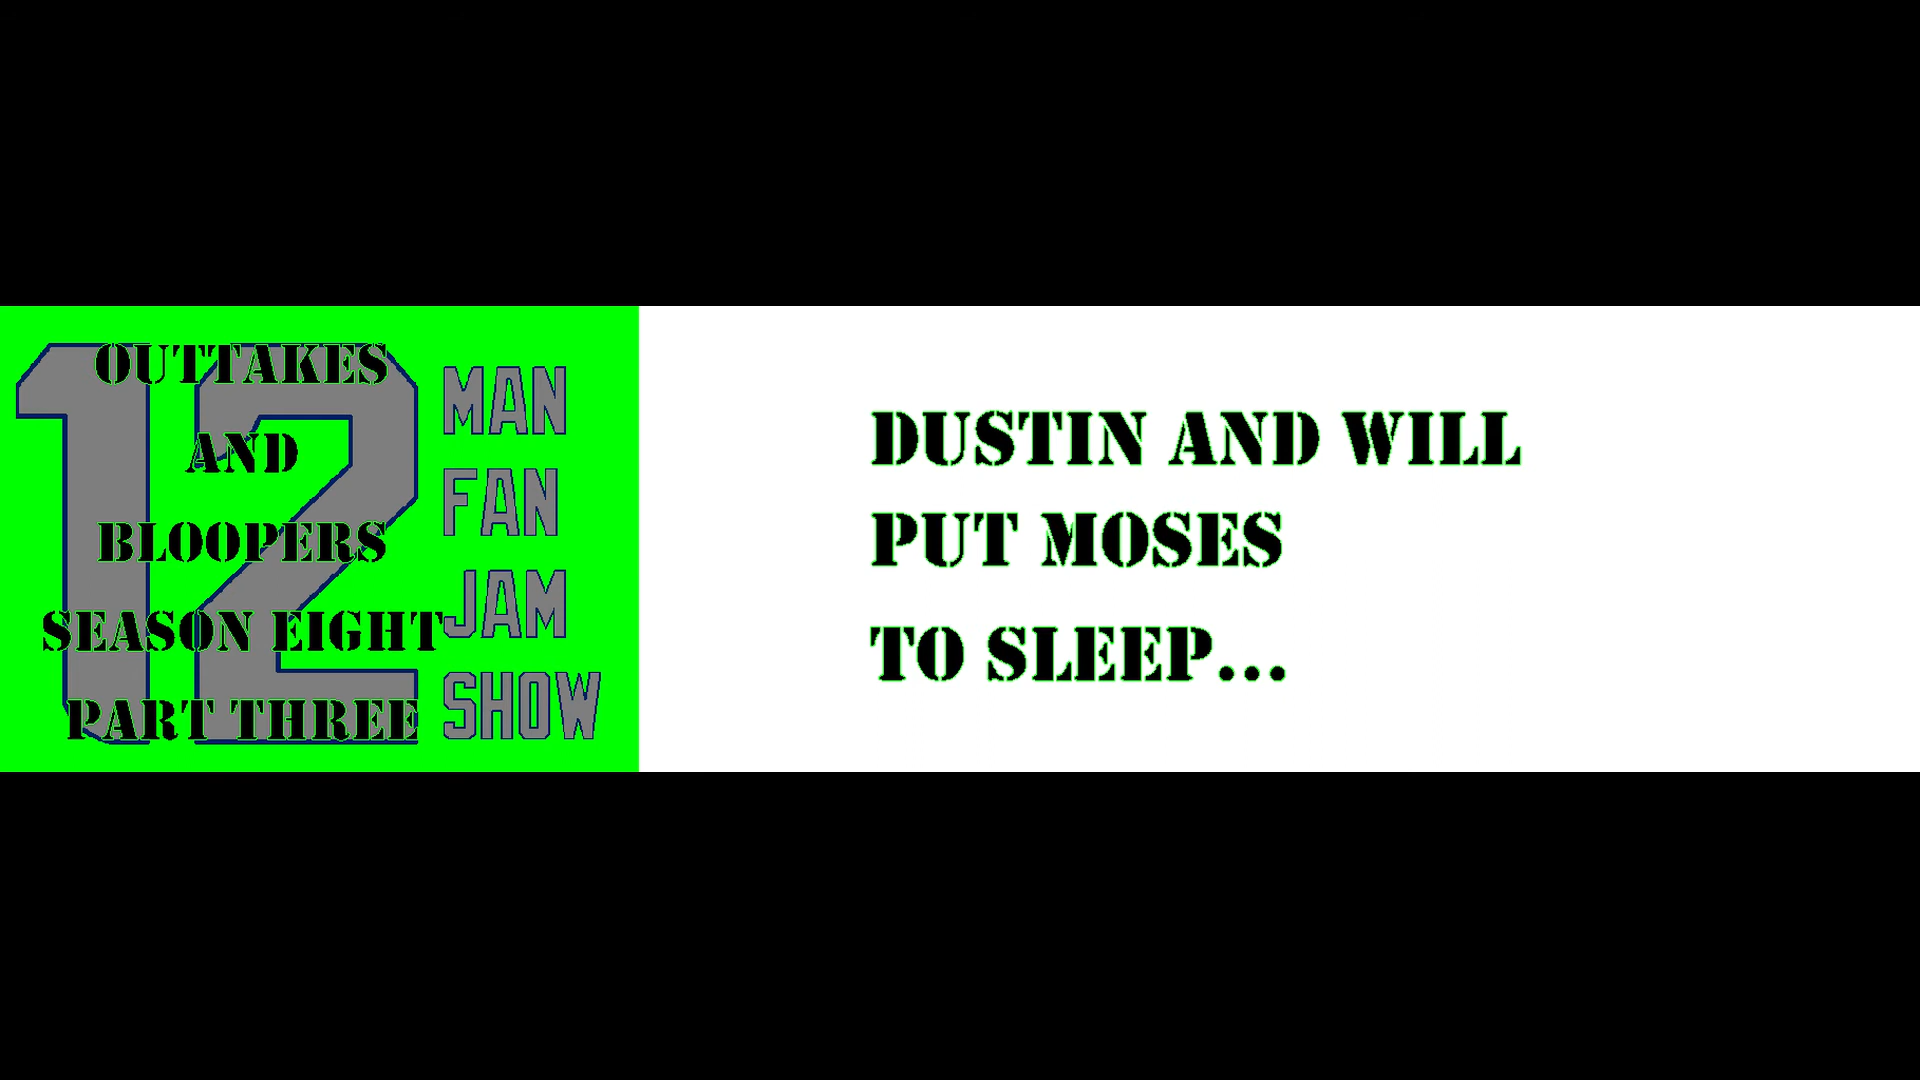 12
MAN
FAN
JAM
SHOW
OUTTAKES
AND
BLOOPERS
SEASON EIGHT
PART THREE
DUSTIN AND WILL
PUT MOSES
TO SLEEP...